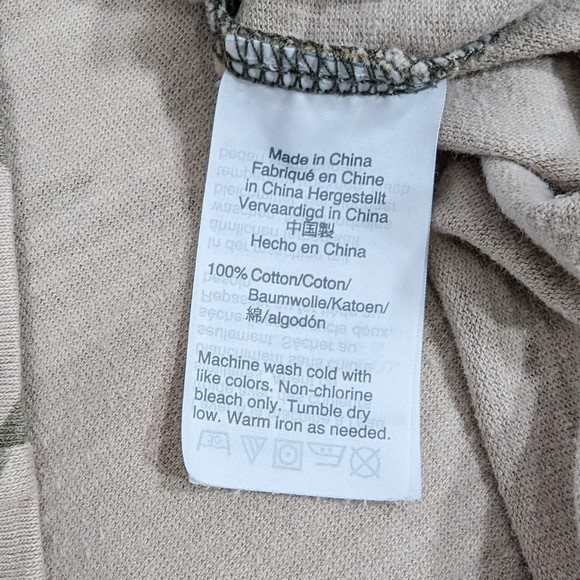 Made in China
Fabriqué en Chine
in China Hergestellt
Vervaardigd in China
中国製
Hecho en China
100% Cotton/Coton/
Baumwolle/Katoen/
綿/algodón
Machine wash cold with
like colors. Non-chlorine
bleach only. Tumble dry
low. Warm iron as needed.